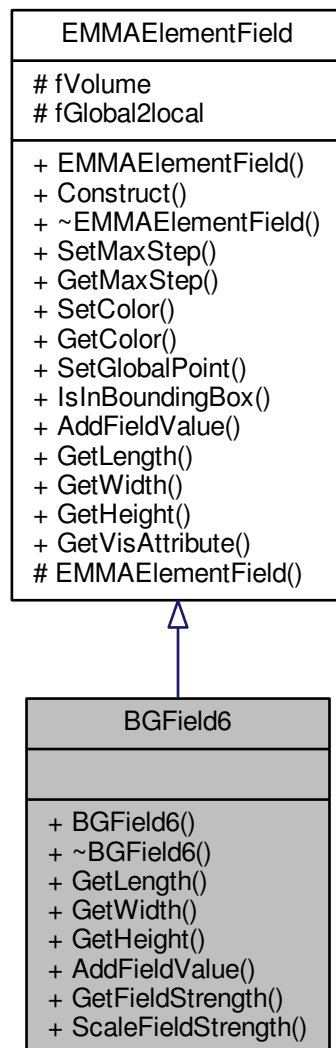 EMMAElementField
# fVolume
# fGlobal2local
+ EMMAElementField()
+ Construct()
+ ~EMMAElementField()
+ SetMaxStep()
+ GetMaxStep()
+ SetColor()
+ GetColor()
+ SetGlobalPoint()
+ IsInBoundingBox()
+ AddFieldValue()
+ GetLength()
+ GetWidth()
+ GetHeight()
+ GetVisAttribute()
# EMMAElementField()
BGField6
+ BGField6()
+ ~BGField6()
+ GetLength()
+ GetWidth()
+ GetHeight()
+ AddFieldValue()
+ GetFieldStrength()
+ ScaleFieldStrength()